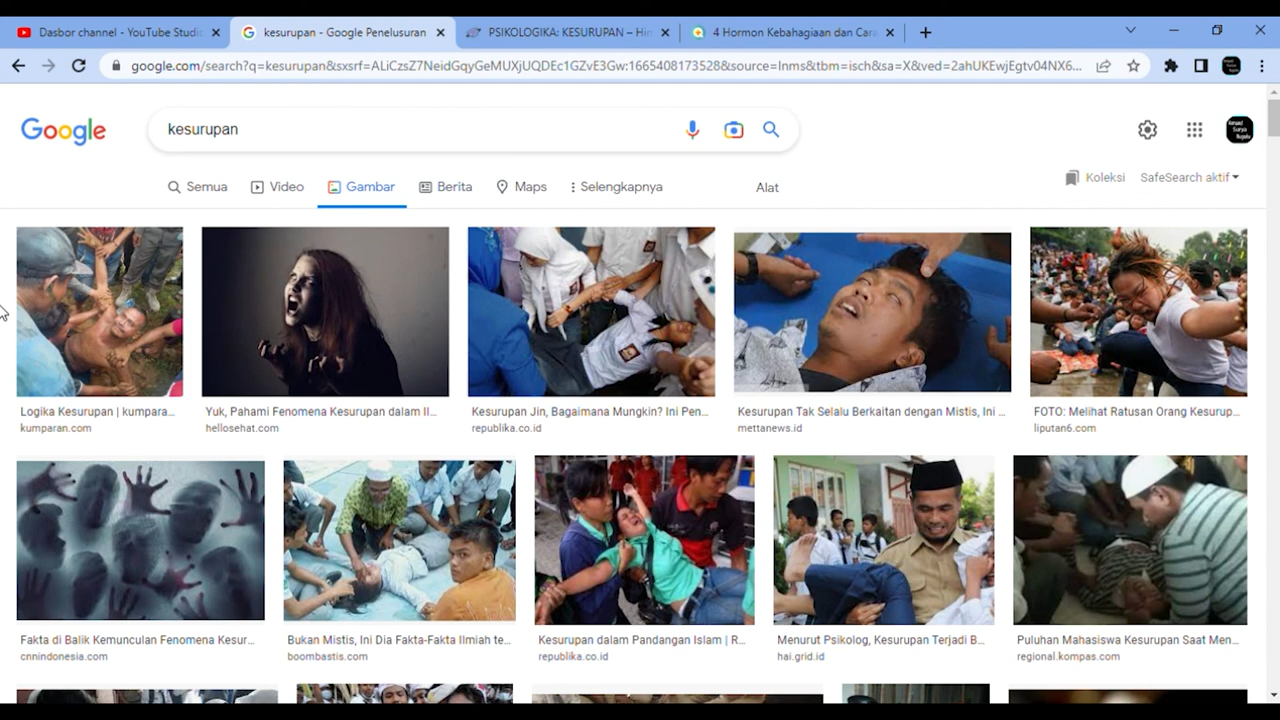 Dasbor channel - YouTube Studio
kesurupan - Google Penelusuran
PSIKOLOGIKA: KESURUPAN – Him
4 Hormon Kebahagiaan dan Cara
google.com/search?q=kesurupan&sxsrf=ALiCzsZ7NeidGqyGeMUXjUQDEc1GZvE3Gw:1665408173528&source=lnms&tbm=isch&sa=X&ved=2ahUKEwjEgtv04NX6...
Google
kesurupan
Semua
Video
Gambar
Berita
Maps
Selengkapnya
Alat
Koleksi
SafeSearch aktif
Logika Kesurupan | kumpara...
kumparan.com
Yuk, Pahami Fenomena Kesurupan dalam Il...
hellosehat.com
Kesurupan Jin, Bagaimana Mungkin? Ini Pen...
republika.co.id
Kesurupan Tak Selalu Berkaitan dengan Mistis, Ini ...
mettanews.id
FOTO: Melihat Ratusan Orang Kesurup...
liputan6.com
Fakta di Balik Kemunculan Fenomena Kesur...
cnnindonesia.com
Bukan Mistis, Ini Dia Fakta-Fakta Ilmiah te...
boombastis.com
Kesurupan dalam Pandangan Islam | R...
republika.co.id
Menurut Psikolog, Kesurupan Terjadi B...
hai.grid.id
Puluhan Mahasiswa Kesurupan Saat Men...
regional.kompas.com